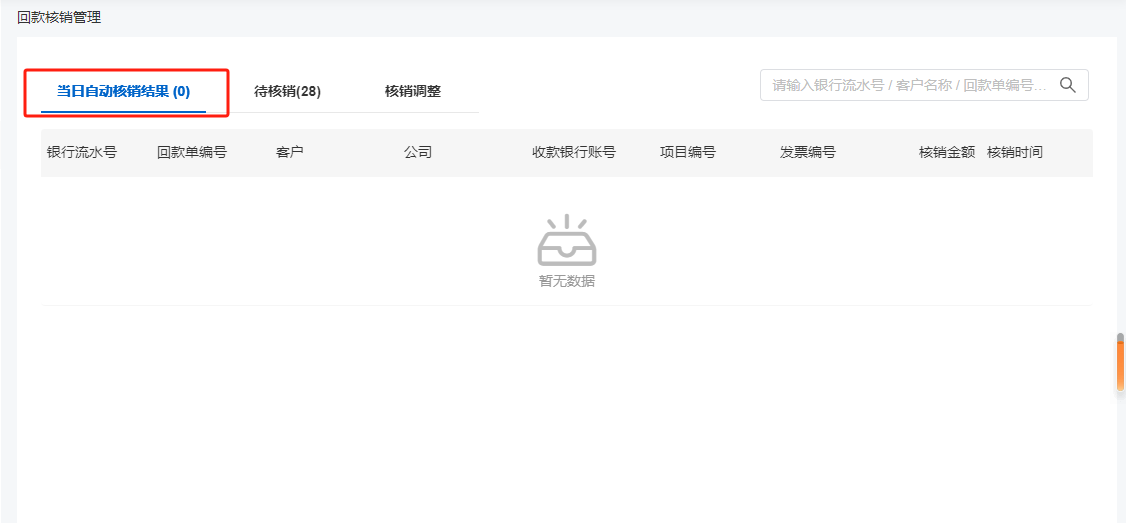 回款核销管理
当日自动核销结果 (0) 待核销(28) 核销调整 请输入银行流水号 / 客户名称 / 回款单编号...
银行流水号 回款单编号 客户 公司 收款银行账号 项目编号 发票编号 核销金额 核销时间
暂无数据